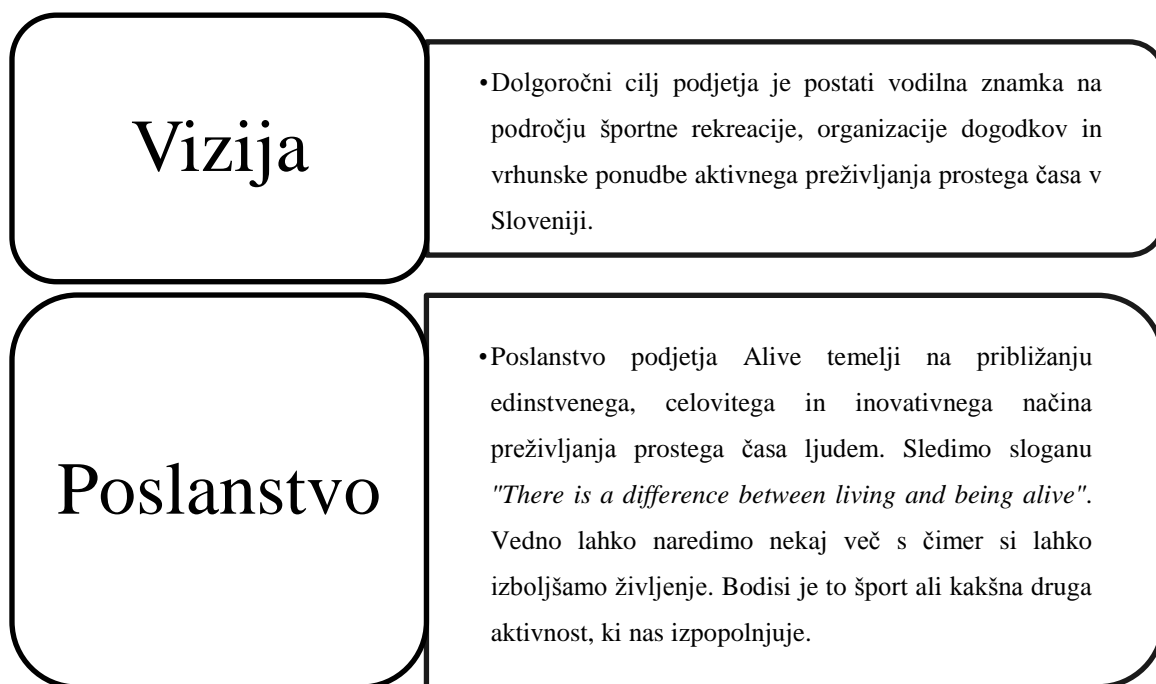 Vizija
•Dolgoročni cilj podjetja je postati vodilna znamka na
področju športne rekreacije, organizacije dogodkov in
vrhunske ponudbe aktivnega preživljanja prostega časa v
Sloveniji.
Poslanstvo
•Poslanstvo podjetja Alive temelji na približanju
edinstvenega, celovitega in inovativnega načina
preživljanja prostega časa ljudem. Sledimo sloganu
"There is a difference between living and being alive".
Vedno lahko naredimo nekaj več s čimer si lahko
izboljšamo življenje. Bodisi je to šport ali kakšna druga
aktivnost, ki nas izpopolnjuje.